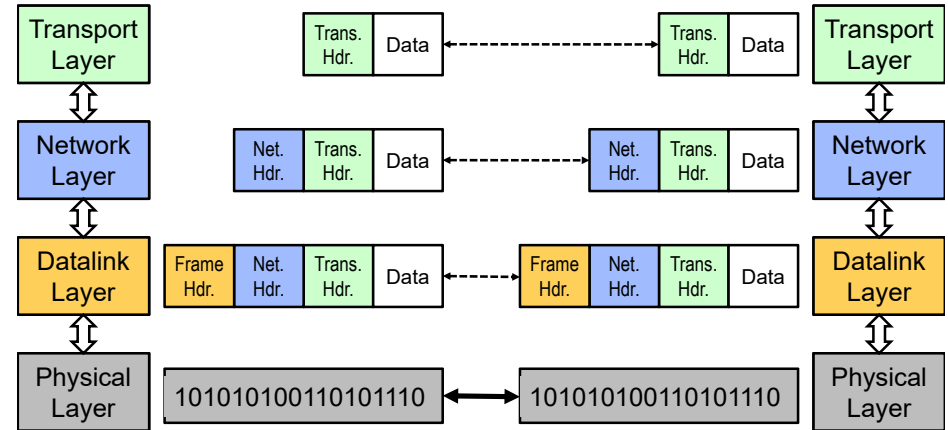 Transport
Layer
Trans.
Hdr.
Data
Trans.
Hdr.
Data
Transport
Layer
Network
Layer
Net.
Hdr.
Trans.
Hdr.
Data
Net.
Hdr.
Trans.
Hdr.
Data
Network
Layer
Datalink
Layer
Frame
Hdr.
Net.
Hdr.
Trans.
Hdr.
Data
Frame
Hdr.
Net.
Hdr.
Trans.
Hdr.
Data
Datalink
Layer
Physical
Layer
101010100110101110
101010100110101110
Physical
Layer